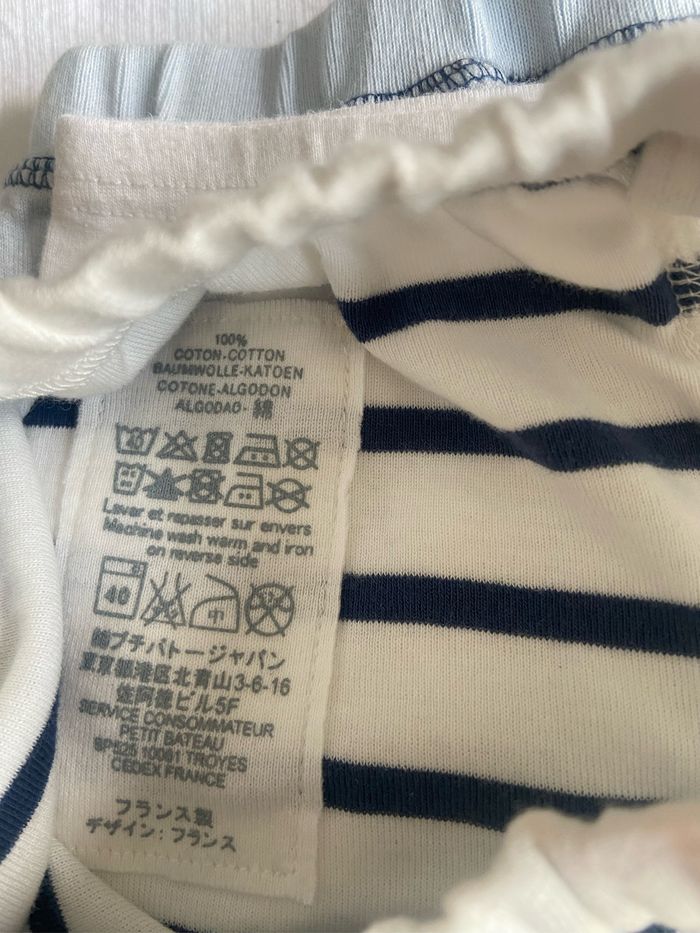 100%
COTON-COTTON
BAUMWOLLE-KATOEN
COTONE-ALGODON
ALGODAO-綿
40
Laver et repasser sur envers
Machine wash warm and iron
on reverse side
40 中
㈱プチバトージャパン
東京都港区北青山3-6-16
佐阿徳ビル5F
SERVICE CONSOMMATEUR
PETIT BATEAU
BP525 10081 TROYES
CEDEX FRANCE
フランス製
デザイン:フランス